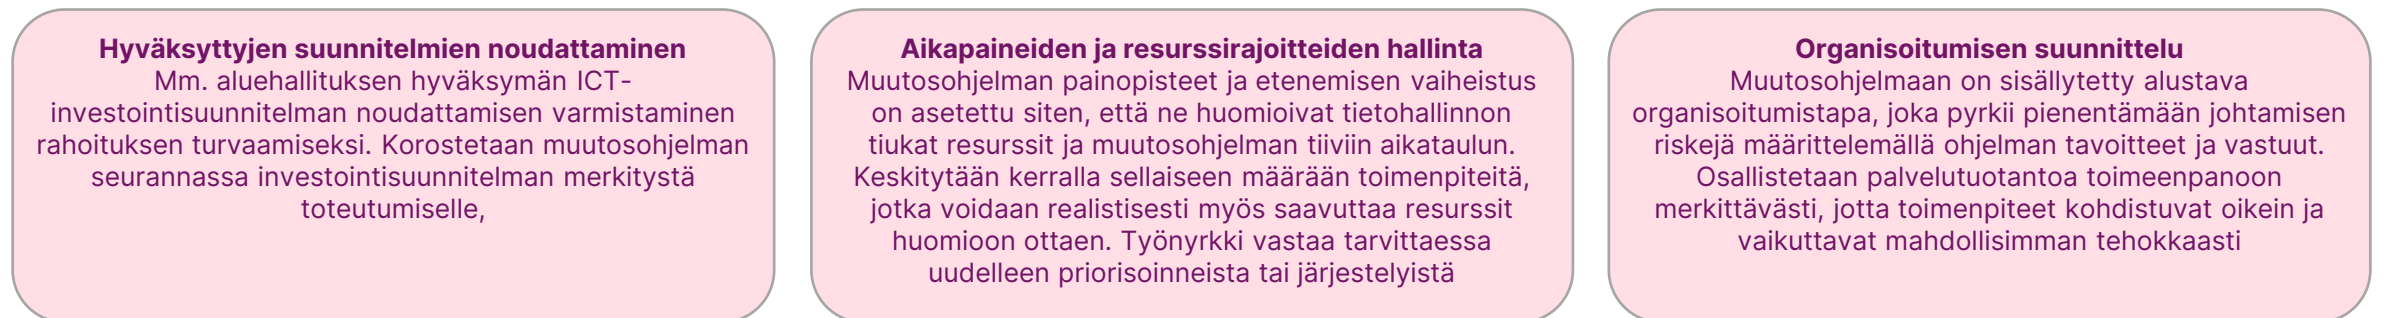 Hyväksyttyjen suunnitelmien noudattaminen
Mm. aluehallituksen hyväksymän ICT-
investointisuunnitelman noudattamisen varmistaminen
rahoituksen turvaamiseksi. Korostetaan muutosohjelman
seurannassa investointisuunnitelman merkitystä
toteutumiselle,
Aikapaineiden ja resurssirajoitteiden hallinta
Muutosohjelman painopisteet ja etenemisen vaiheistus
on asetettu siten, että ne huomioivat tietohallinnon
tiukat resurssit ja muutosohjelman tiiviin aikataulun.
Keskitytään kerralla sellaiseen määrään toimenpiteitä,
jotka voidaan realistisesti myös saavuttaa resurssit
huomioon ottaen. Työnyrkki vastaa tarvittaessa
uudelleen priorisoinneista tai järjestelyistä
Organisoitumisen suunnittelu
Muutosohjelmaan on sisällytetty alustava
organisoitumistapa, joka pyrkii pienentämään johtamisen
riskejä määrittelemällä ohjelman tavoitteet ja vastuut.
Osallistetaan palvelutuotantoa toimeenpanoon
merkittävästi, jotta toimenpiteet kohdistuvat oikein ja
vaikuttavat mahdollisimman tehokkaasti